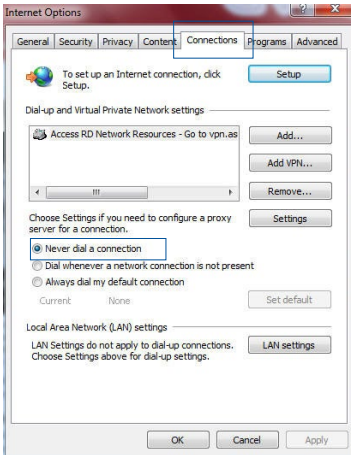 Internet Options
General Security Privacy Content Connections Programs Advanced
To set up an Internet connection, click
Setup.
Setup
Dial-up and Virtual Private Network settings
Access RD Network Resources - Go to vpn.as
Add...
Add VPN...
Remove...
Choose Settings if you need to configure a proxy
server for a connection.
Settings
Never dial a connection
Dial whenever a network connection is not present
Always dial my default connection
Current None
Set default
Local Area Network (LAN) settings
LAN Settings do not apply to dial-up connections.
Choose Settings above for dial-up settings.
LAN settings
OK Cancel Apply